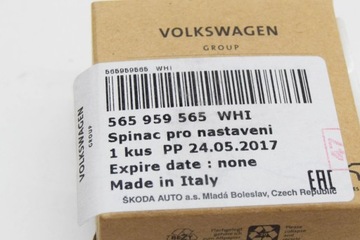 VOLKSWAGEN
GROUP
565959565 WHI
VOLKSWAGEN
GROUP
565 959 565 WHI
Spinac pro nastaveni
1 kus PP 24.05.2017
Expire date : none
Made in Italy
EAC
ŠKODA AUTO a.s. Mladá Boleslav, Czech Republic